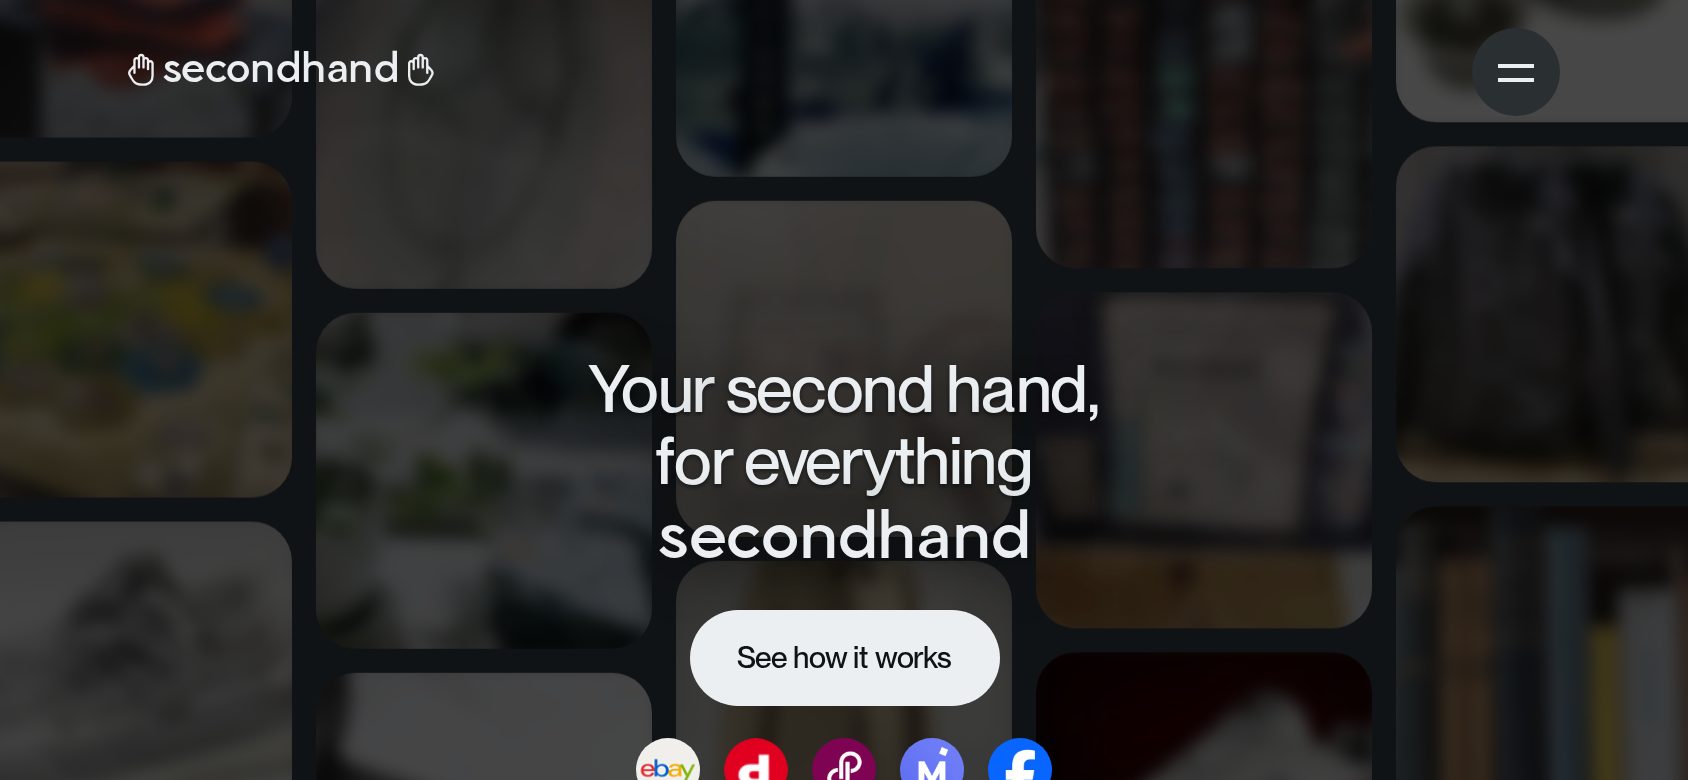 secondhand
Your second hand,
for everything
secondhand
See how it works
ebay